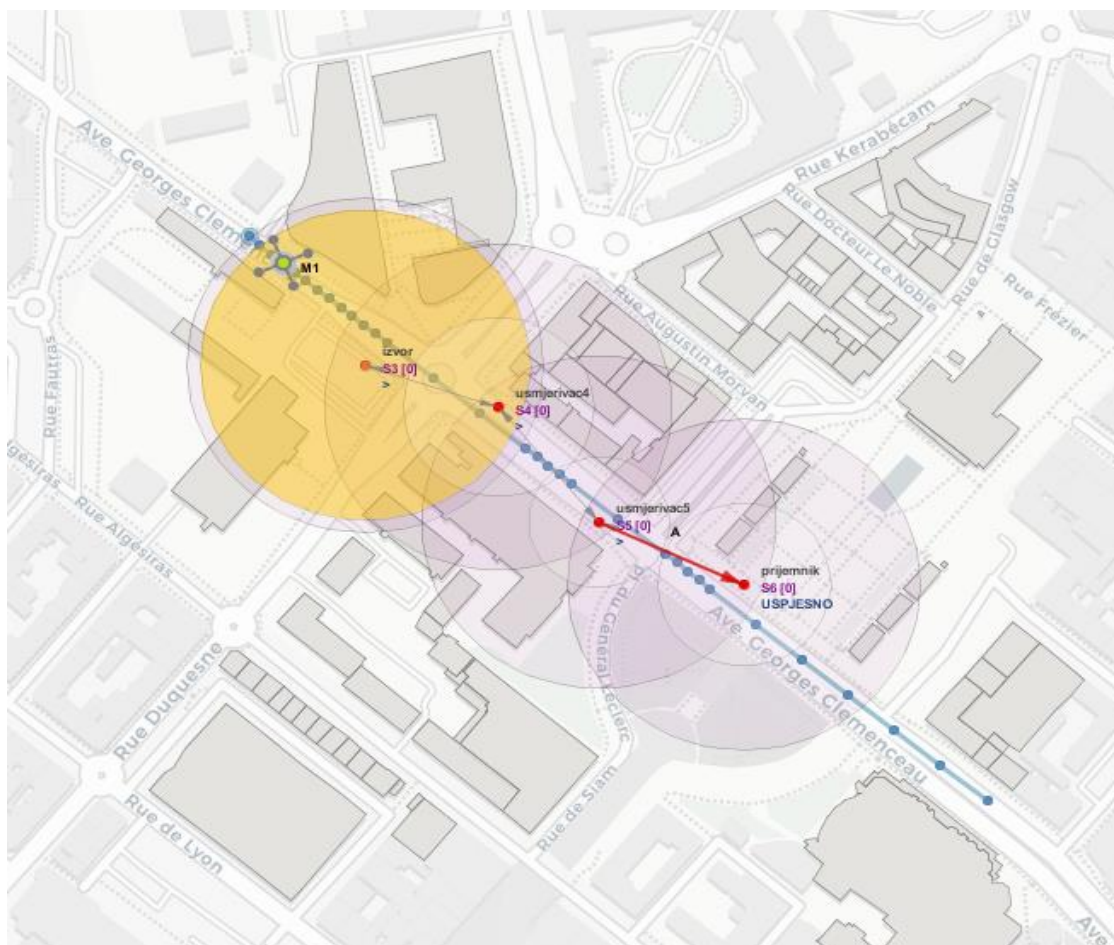 Ave. Georges Clemenceau
Rue Kerabécam
Rue Docteur Le Noble
Rue de Glasgow
Rue Frézier
M1
Rue Augustin Morvan
Rue Fautras
izvor
S3 [0]
>
usmjerivac4
S4 [0]
>
Rue Algésiras
usmjerivac5
S5 [0]
>
A
prijemnik
S6 [0]
USPJESNO
Pl. du Général Leclerc
Ave. Georges Clemenceau
Rue Duquesne
Rue de Siam
Rue de Lyon
Ave